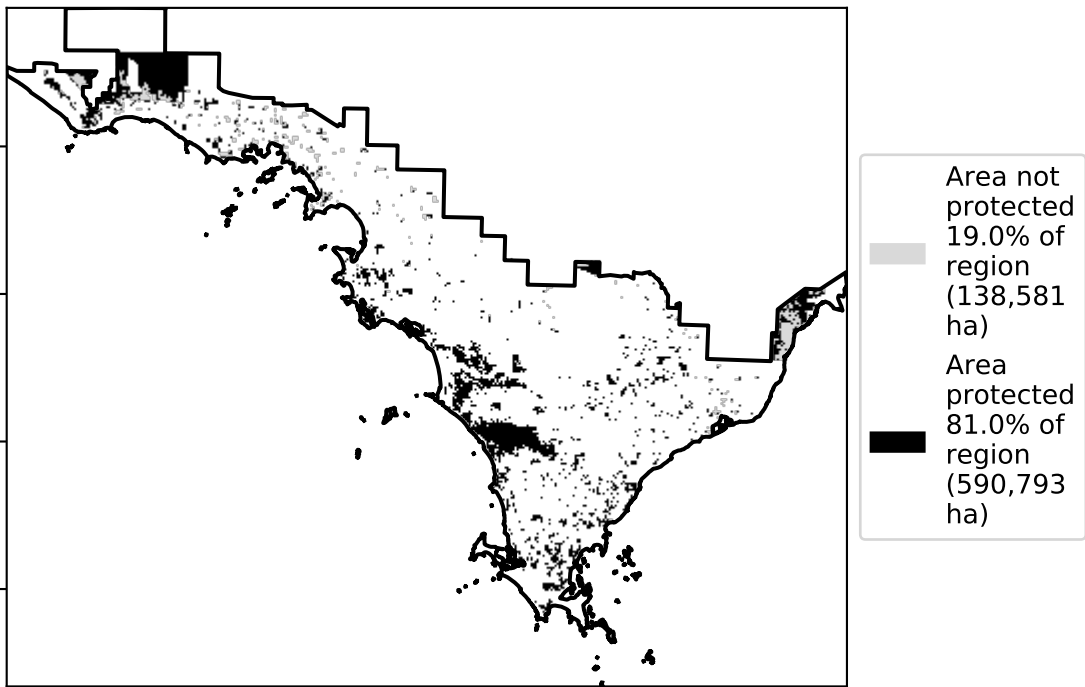 Area not
protected
19.0% of
region
(138,581
ha)
Area
protected
81.0% of
region
(590,793
ha)